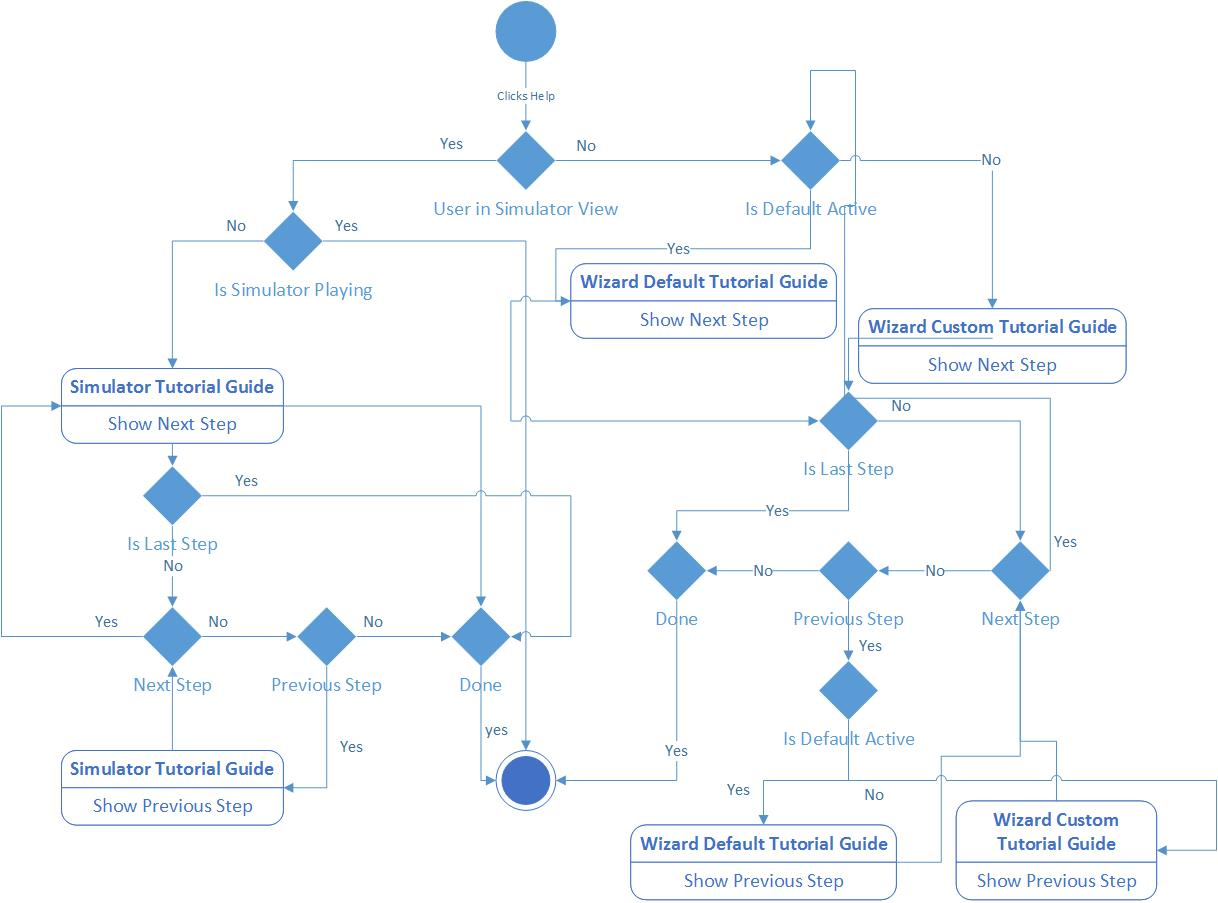 Clicks Help
Yes
No
No
User in Simulator View
Is Default Active
No
Yes
Yes
Is Simulator Playing
Wizard Default Tutorial Guide
Show Next Step
Wizard Custom Tutorial Guide
Show Next Step
Simulator Tutorial Guide
Show Next Step
No
Is Last Step
Yes
Yes
Is Last Step
No
Yes
No
No
Yes
No
No
Done
Previous Step
Next Step
Yes
Next Step
Previous Step
Done
yes
Is Default Active
Yes
Yes
Simulator Tutorial Guide
Show Previous Step
Yes
No
Wizard Default Tutorial Guide
Show Previous Step
Wizard Custom
Tutorial Guide
Show Previous Step